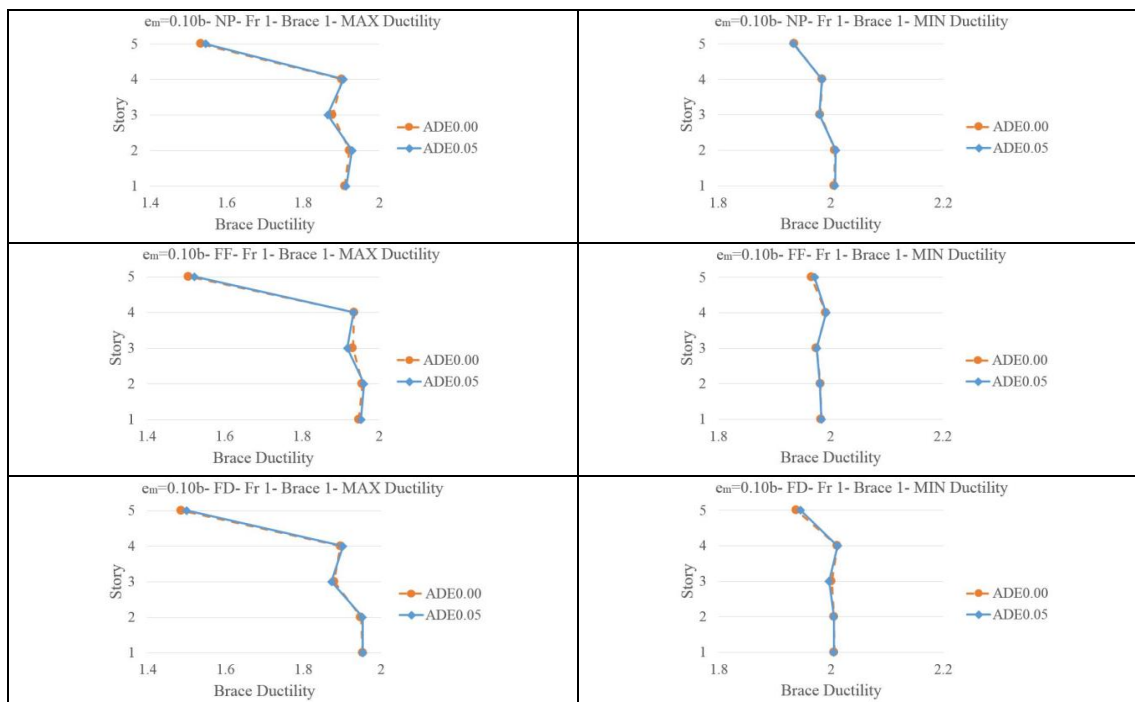 em=0.10b- NP- Fr 1- Brace 1- MAX Ductility
5
4
3
2
1
Story
1.4 1.6 1.8 2
Brace Ductility
ADE0.00
ADE0.05
em=0.10b- NP- Fr 1- Brace 1- MIN Ductility
5
4
3
2
1
Story
1.8 2 2.2
Brace Ductility
ADE0.00
ADE0.05
em=0.10b- FF- Fr 1- Brace 1- MAX Ductility
5
4
3
2
1
Story
1.4 1.6 1.8 2
Brace Ductility
ADE0.00
ADE0.05
em=0.10b- FF- Fr 1- Brace 1- MIN Ductility
5
4
3
2
1
Story
1.8 2 2.2
Brace Ductility
ADE0.00
ADE0.05
em=0.10b- FD- Fr 1- Brace 1- MAX Ductility
5
4
3
2
1
Story
1.4 1.6 1.8 2
Brace Ductility
ADE0.00
ADE0.05
em=0.10b- FD- Fr 1- Brace 1- MIN Ductility
5
4
3
2
1
Story
1.8 2 2.2
Brace Ductility
ADE0.00
ADE0.05